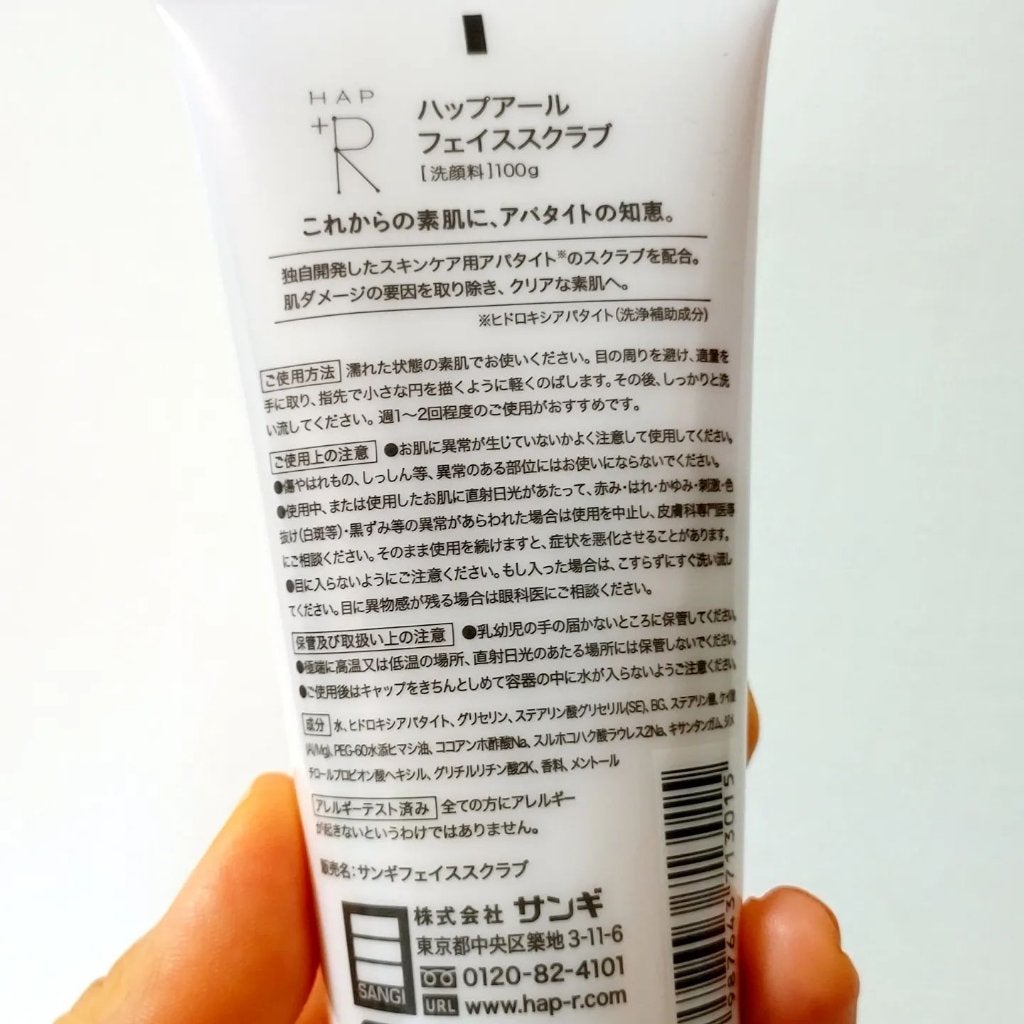 HAP
+R
ハップアール
フェイススクラブ
[洗顔料]100g
これからの素肌に、アパタイトの知恵。
独自開発したスキンケア用アパタイト※のスクラブを配合。
肌ダメージの要因を取り除き、クリアな素肌へ。
※ヒドロキシアパタイト(洗浄補助成分)
ご使用方法 濡れた状態の素肌でお使いください。目の周りを避け、適量を
手に取り、指先で小さな円を描くように軽くのばします。その後、しっかりと洗
い流してください。週1〜2回程度のご使用がおすすめです。
ご使用上の注意 ●お肌に異常が生じていないかよく注意して使用してください。
●傷やはれもの、しっしん等、異常のある部位にはお使いにならないでください。
●使用中、または使用したお肌に直射日光があたって、赤み・はれ・かゆみ・刺激・色
抜け(白斑等)・黒ずみ等の異常があらわれた場合は使用を中止し、皮膚科専門医等
にご相談ください。そのまま使用を続けますと、症状を悪化させることがあります。
●目に入らないようにご注意ください。もし入った場合は、こすらずにすぐ洗い流し
てください。目に異物感が残る場合は眼科医にご相談ください。
保管及び取扱い上の注意 ●乳幼児の手の届かないところに保管してください。
●極端に高温又は低温の場所、直射日光のあたる場所には保管しないでください。
●ご使用後はキャップをきちんとしめて容器の中に水が入らないようご注意ください
成分 水、ヒドロキシアパタイト、グリセリン、ステアリン酸グリセリル(SE)、BG、ステアリン酸、ケイ酸
(Al/Mg)、PEG-60水添ヒマシ油、ココアンホ酢酸Na、スルホコハク酸ラウレス2Na、キサンタンガム、ジメ
チロールプロピオン酸ヘキシル、グリチルリチン酸2K、香料、メントール
アレルギーテスト済み 全ての方にアレルギー
が起きないというわけではありません。
販売名:サンギフェイススクラブ
SANGI
株式会社 サンギ
東京都中央区築地3-11-6
0120-82-4101
URL www.hap-r.com
987643713015